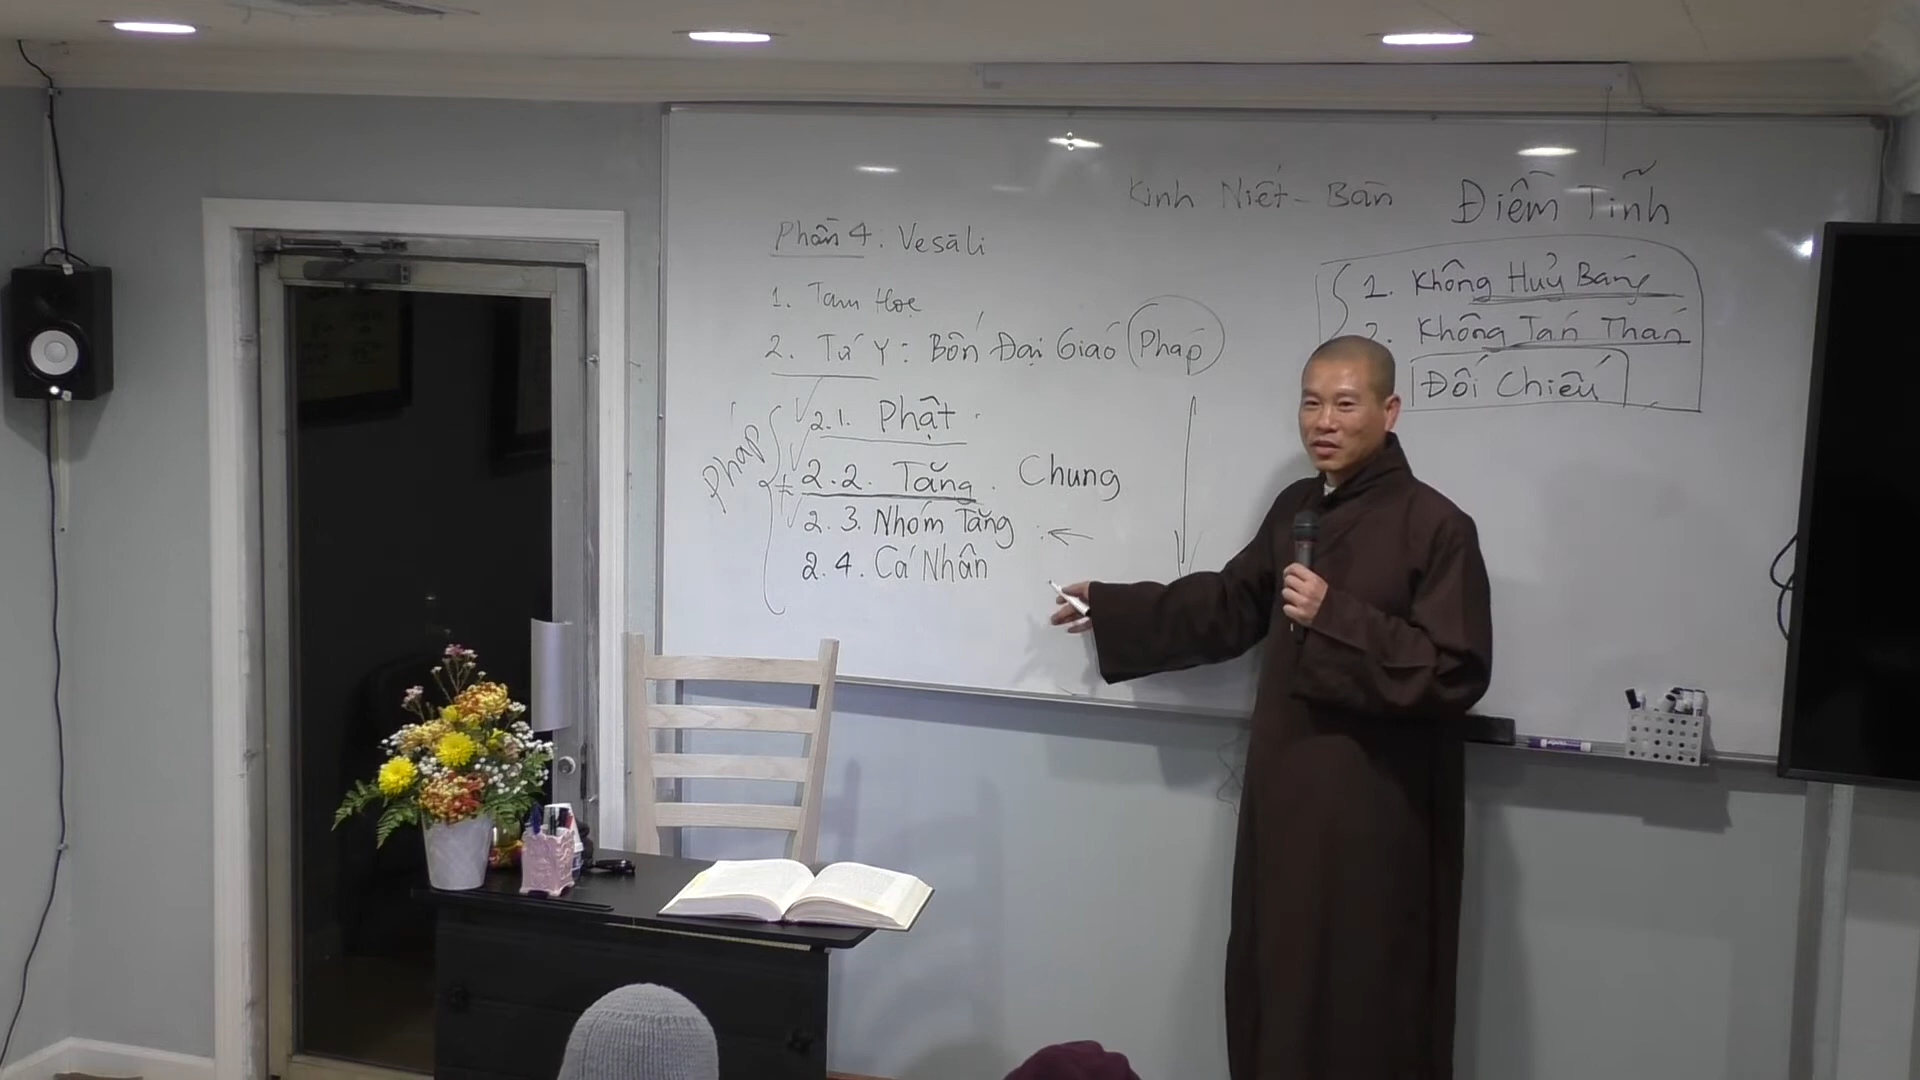 Kinh Niết-Bàn
Điềm Tĩnh
Phần 4: Vesāli
1. Tam Học
2. Tứ Y: Bốn Đại Giáo Pháp
Pháp
2.1. Phật
2.2. Tăng. Chung
2.3. Nhóm Tăng
2.4. Cá Nhân
1. Không Huỷ Báng
2. Không Tán Thán
Đối Chiếu